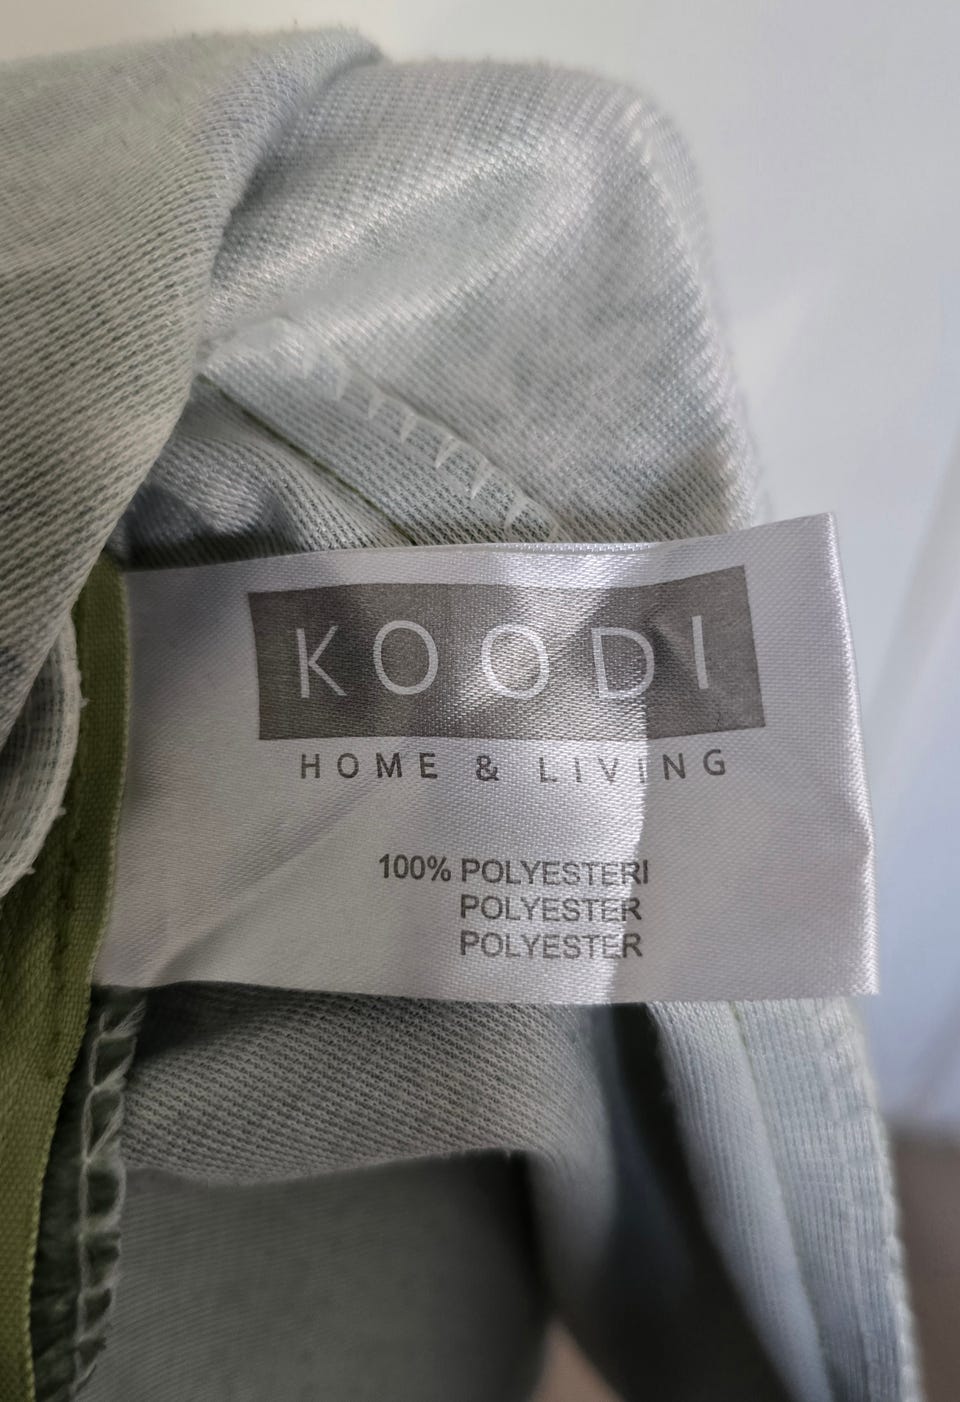 KOODI
HOME & LIVING
100% POLYESTERI
POLYESTER
POLYESTER